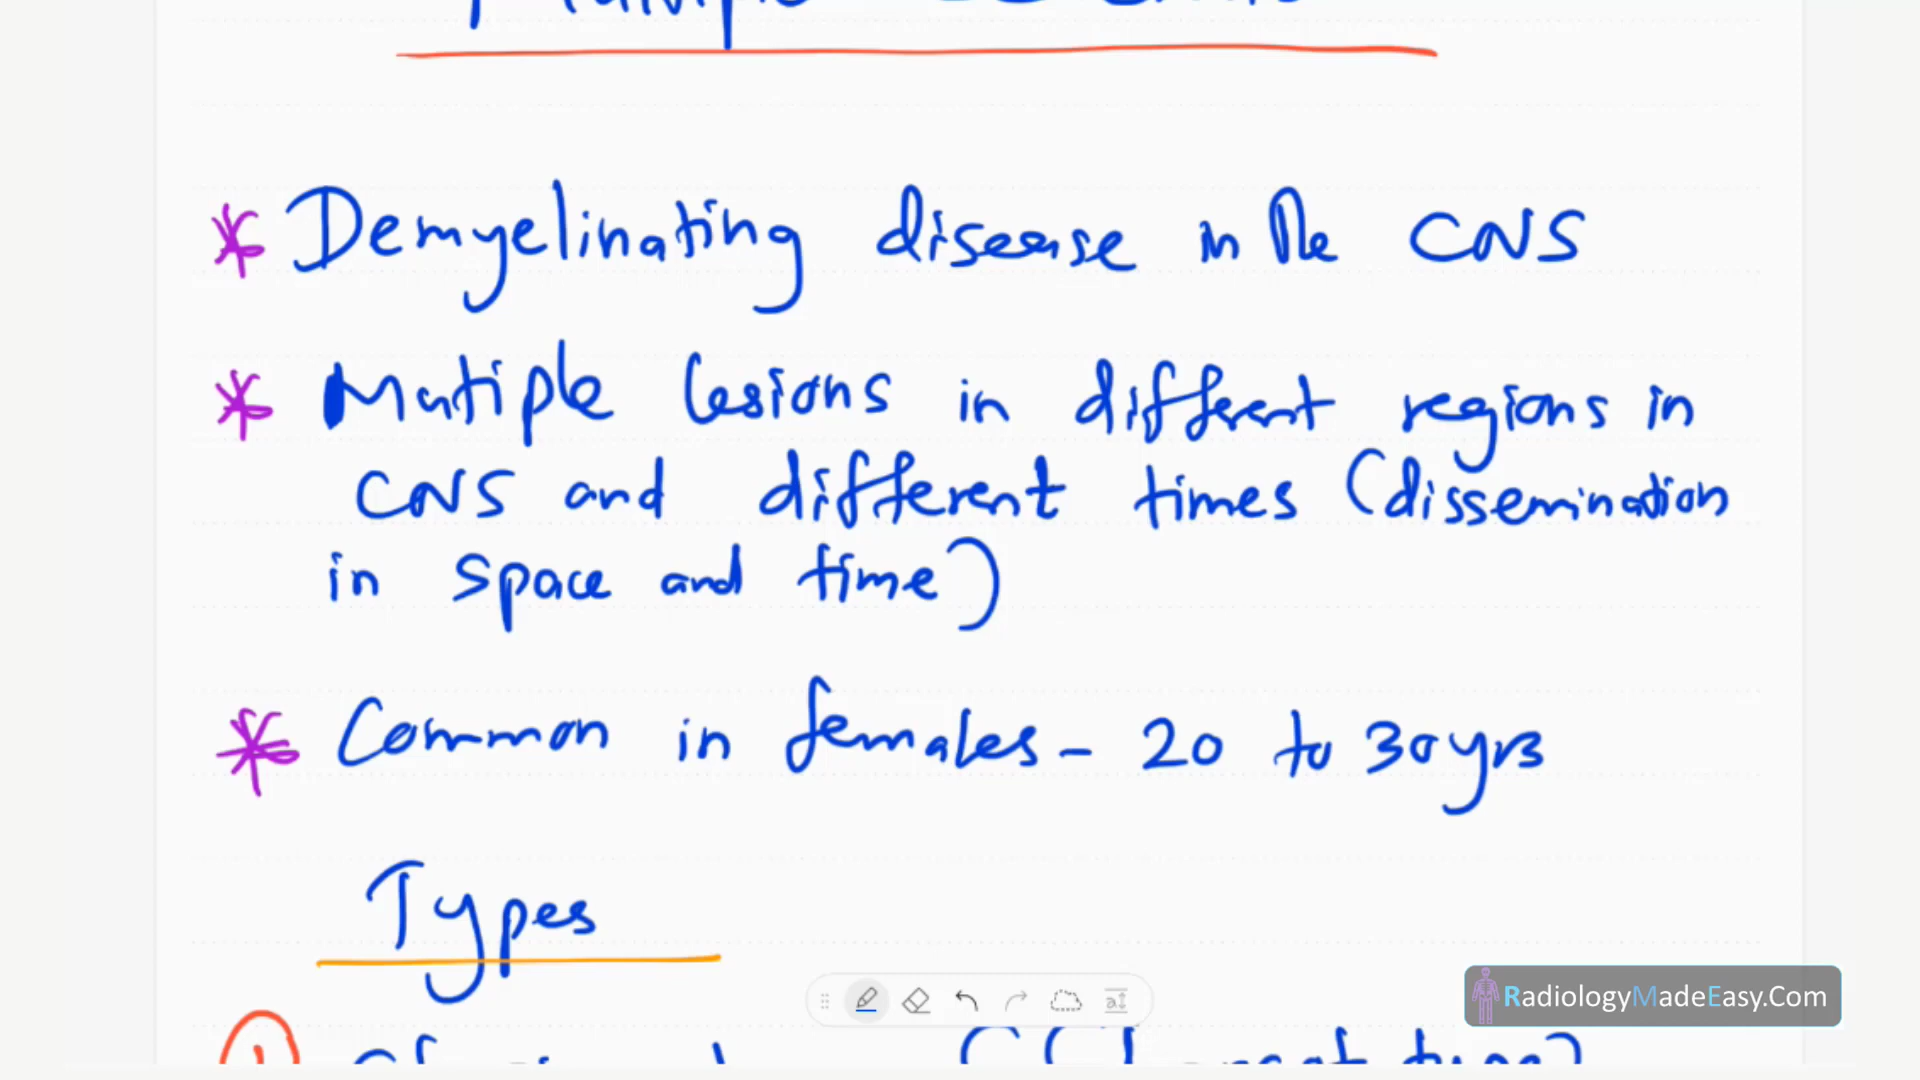 * Demyelinating disease in the CNS
* Multiple lesions in different regions in
CNS and different times (dissemination
in space and time)
* Common in females - 20 to 30yrs
Types
RadiologyMadeEasy.Com